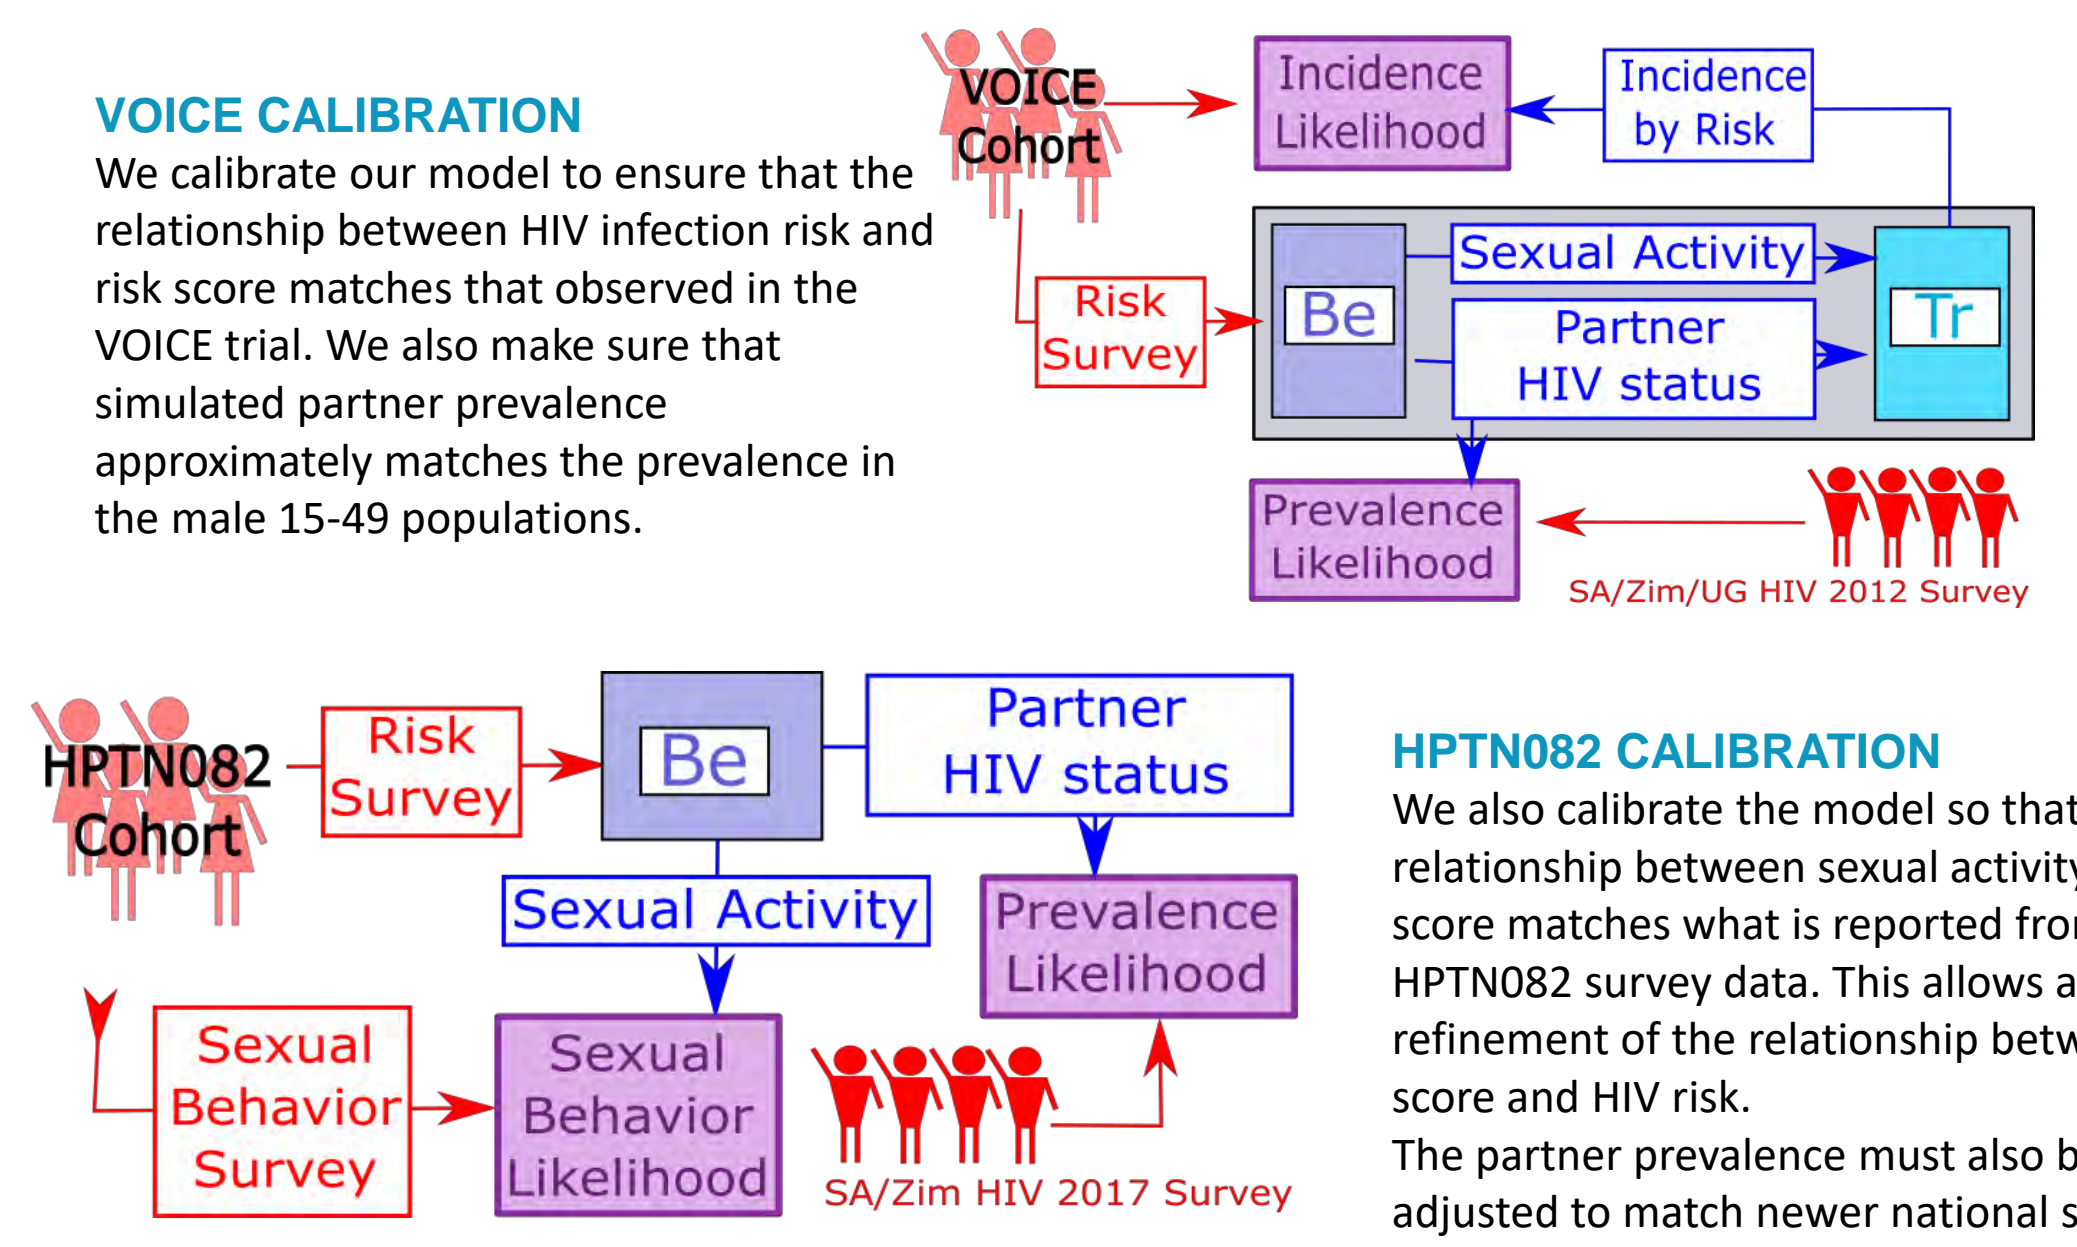 VOICE CALIBRATION
We calibrate our model to ensure that the
relationship between HIV infection risk and
risk score matches that observed in the
VOICE trial. We also make sure that
simulated partner prevalence
approximately matches the prevalence in
the male 15-49 populations.
VOICE
Cohort
Incidence
Likelihood
Incidence
by Risk
Risk
Survey
Be
Sexual Activity
Partner
HIV status
Tr
Prevalence
Likelihood
SA/Zim/UG HIV 2012 Survey
HPTN082
Cohort
Risk
Survey
Be
Partner
HIV status
Sexual Activity
Prevalence
Likelihood
Sexual
Behavior
Survey
Sexual
Behavior
Likelihood
SA/Zim HIV 2017 Survey
HPTN082 CALIBRATION
We also calibrate the model so that
relationship between sexual activity
score matches what is reported
HPTN082 survey data. This allows a
refinement of the relationship
score and HIV risk.
The partner prevalence must also
adjusted to match newer national